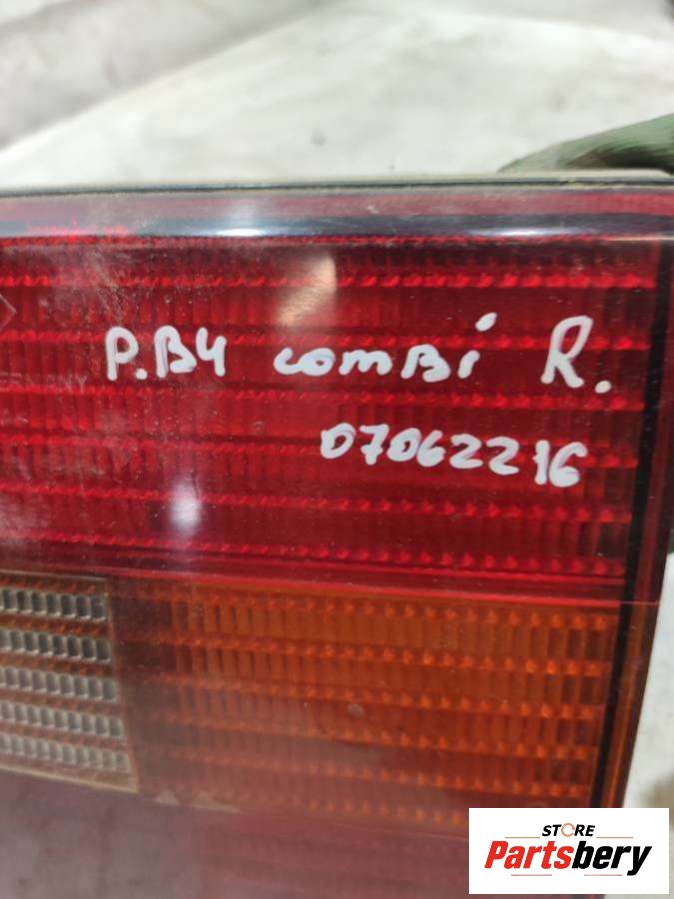 P.B4 combi R.
07062216
STORE
Partsbery